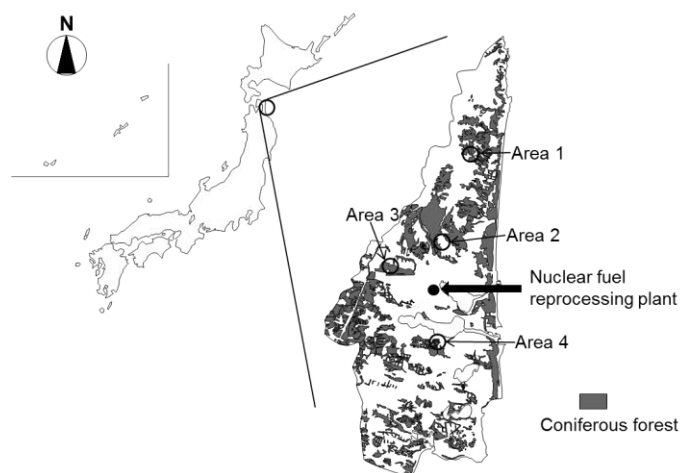 N
Area 1
Area 3
Area 2
Nuclear fuel
reprocessing plant
Area 4
Coniferous forest